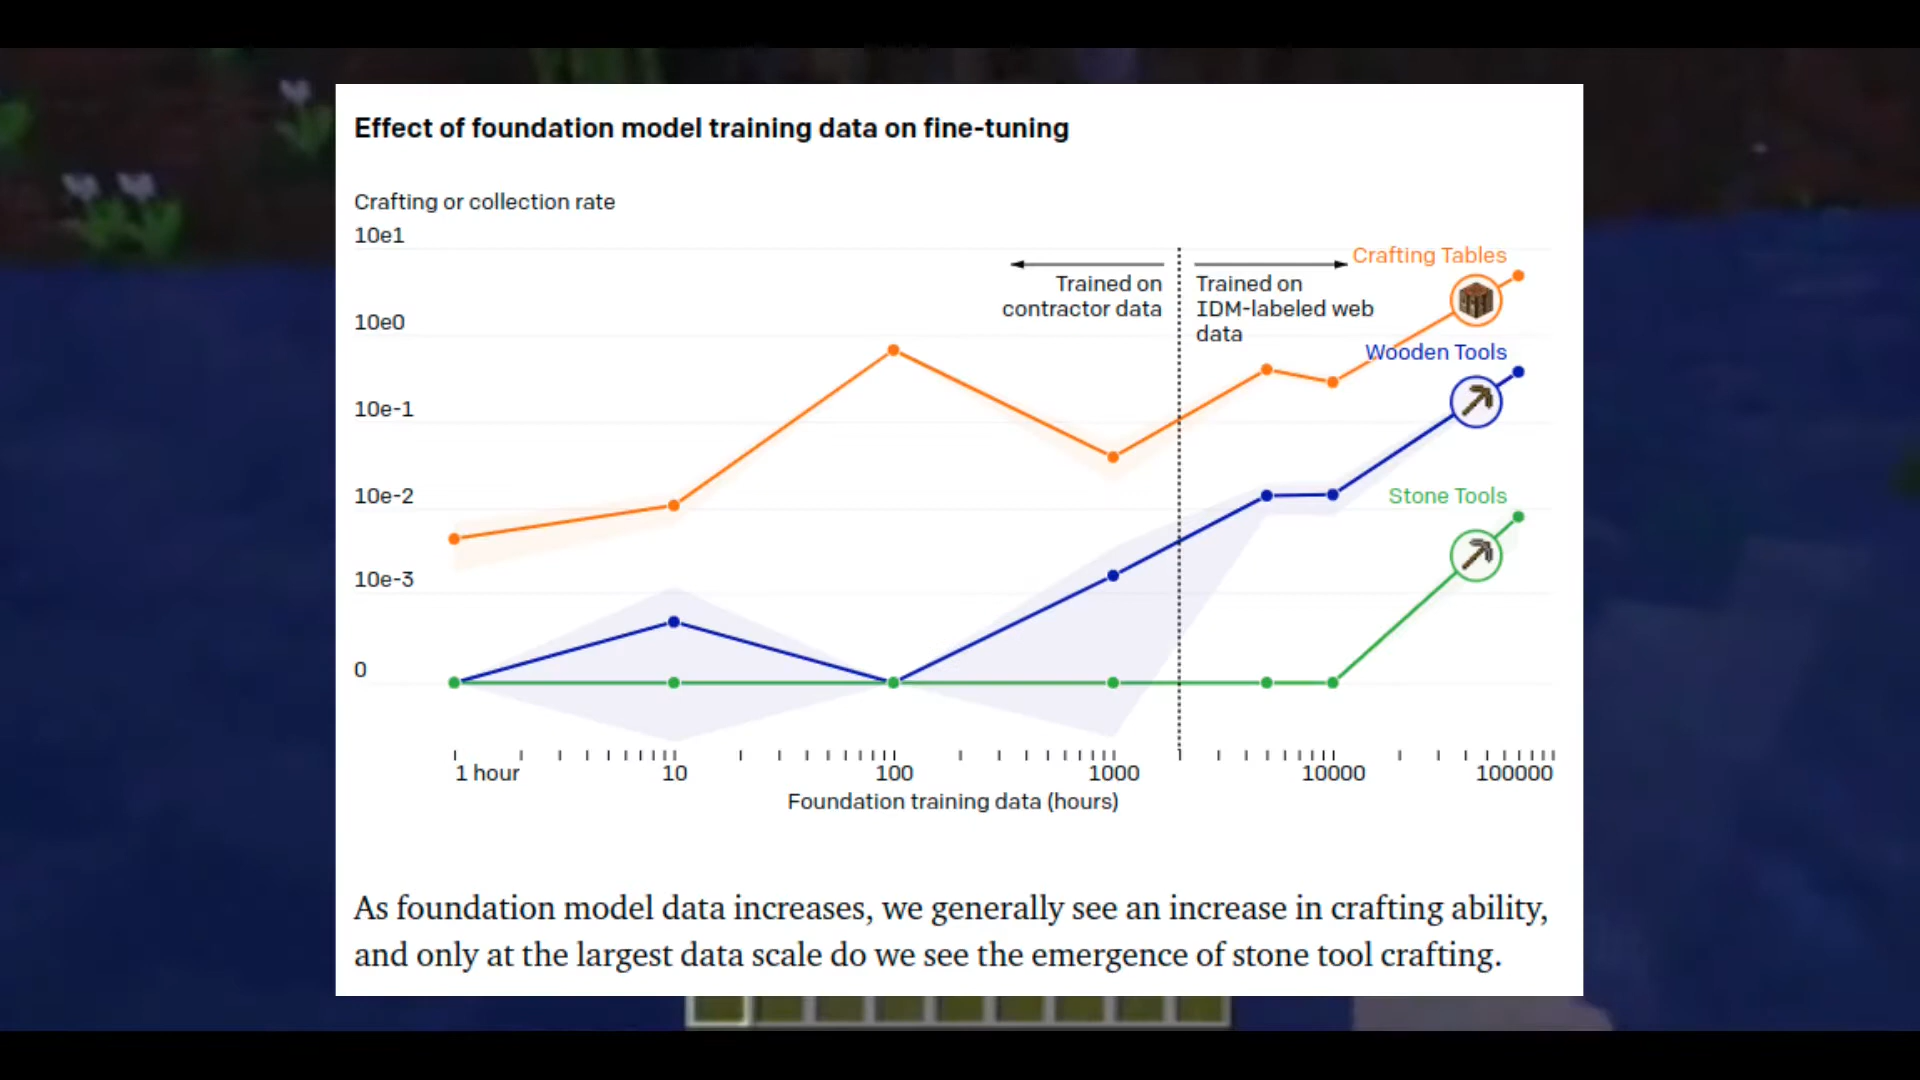 Effect of foundation model training data on fine-tuning
Crafting or collection rate
10e1
Crafting Tables
Trained on
contractor data
Trained on
IDM-labeled web
data
10e0
Wooden Tools
10e-1
10e-2
Stone Tools
10e-3
0
1 hour 10 100 1000 10000 100000
Foundation training data (hours)
As foundation model data increases, we generally see an increase in crafting ability,
and only at the largest data scale do we see the emergence of stone tool crafting.